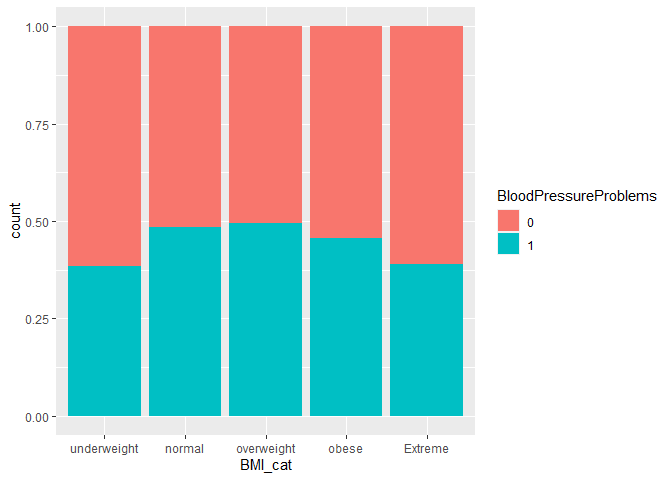 1.00
0.75
0.50
0.25
0.00
count
underweight
normal
overweight
obese
Extreme
BMI_cat
BloodPressureProblems
0
1